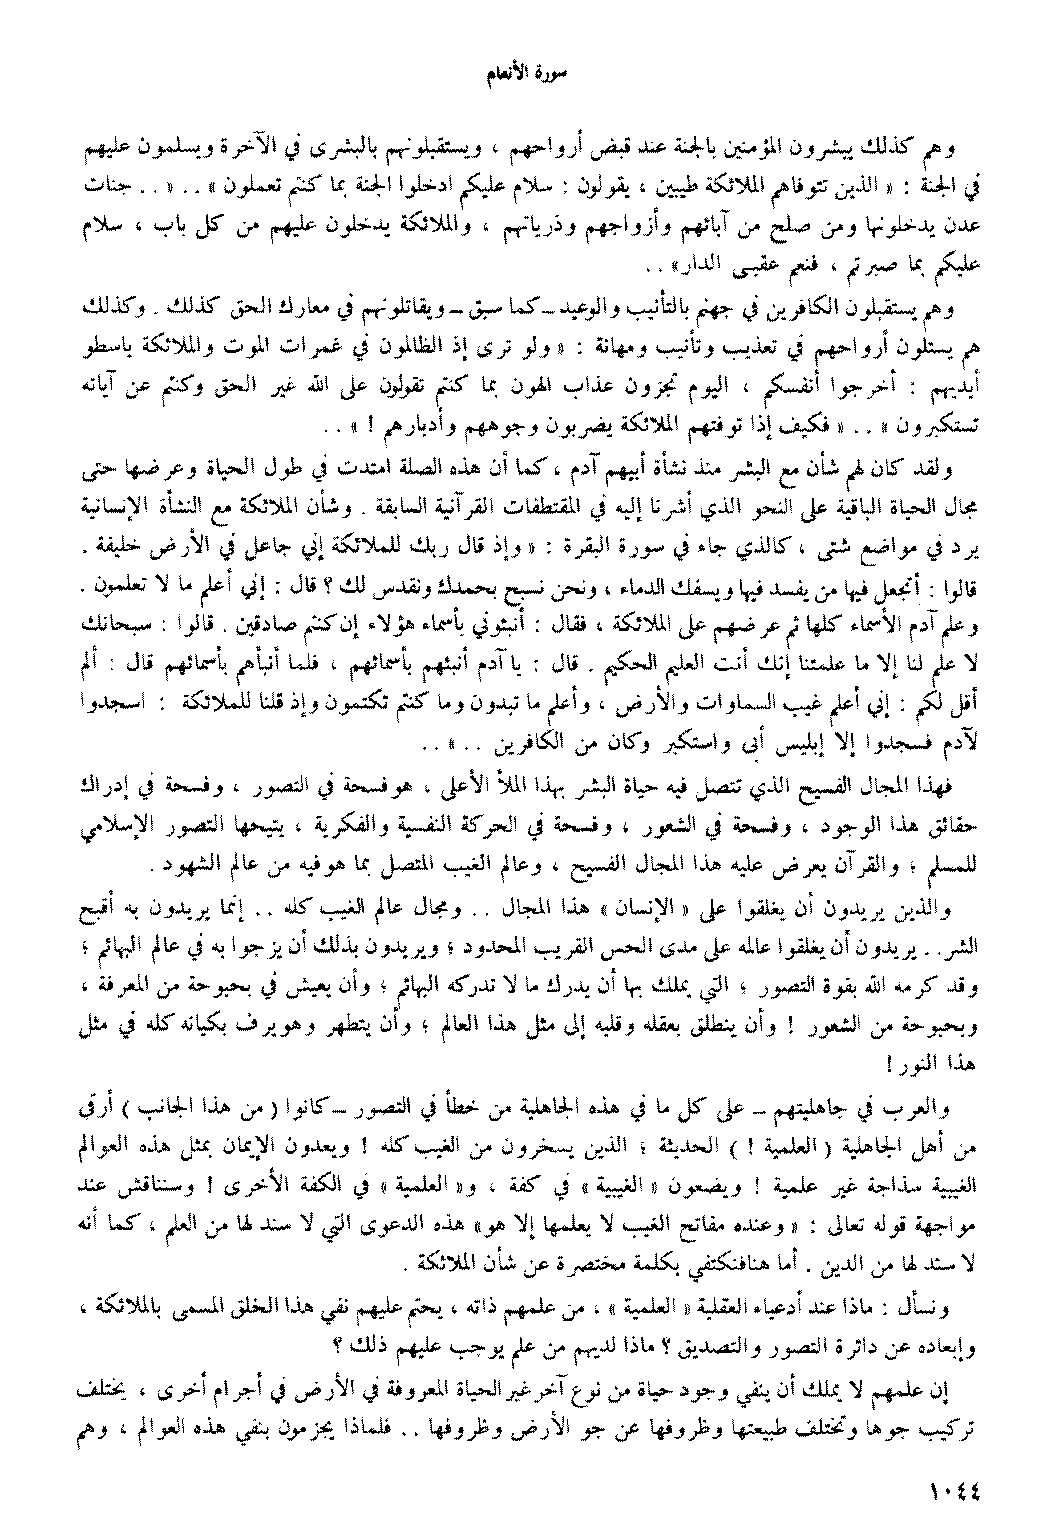 سورة الأنعام
وهم كذلك يبشرون المؤمنين بالجنة عند قبض أرواحهم ، ويستقبلونهم بالبشرى في الآخرة ويسلمون عليهم
في الجنة : « الذين تتوفاهم الملائكة طيبين ، يقولون : سلام عليكم ادخلوا الجنة بما كنتم تعملون » .. « .. جنات
عدن يدخلونها ومن صلح من آبائهم وأزواجهم وذرياتهم ، والملائكة يدخلون عليهم من كل باب ، سلام
عليكم بما صبرتم ، فنعم عقبى الدار» ..
وهم يستقبلون الكافرين في جهنم بالتأنيب والوعيد – كما سبق – ويقاتلونهم في معارك الحق كذلك . وكذلك
هم يستلون أرواحهم في تعذيب وتأنيب ومهانة : « ولو ترى إذ الظالمون في غمرات الموت والملائكة باسطو
أيديهم : أخرجوا أنفسكم ، اليوم تجزون عذاب الهون بما كنتم تقولون على الله غير الحق وكنتم عن آياته
تستكبرون » .. « فكيف إذا توفتهم الملائكة يضربون وجوههم وأدبارهم ! » ..
ولقد كان لهم شأن مع البشر منذ نشأة أبيهم آدم ، كما أن هذه الصلة امتدت في طول الحياة وعرضها حتى
مجال الحياة الباقية على النحو الذي أشرنا إليه في المقتطفات القرآنية السابقة . وشأن الملائكة مع النشأة الإنسانية
يرد في مواضع شتى ، كالذي جاء في سورة البقرة : « وإذ قال ربك للملائكة إني جاعل في الأرض خليفة .
قالوا : أتجعل فيها من يفسد فيها ويسفك الدماء ، ونحن نسبح بحمدك ونقدس لك ؟ قال : إني أعلم ما لا تعلمون .
وعلم آدم الأسماء كلها ثم عرضهم على الملائكة ، فقال : أنبئوني بأسماء هؤلاء إن كنتم صادقين . قالوا : سبحانك
لا علم لنا إلا ما علمتنا إنك أنت العليم الحكيم . قال : يا آدم أنبئهم بأسمائهم ، فلما أنبأهم بأسمائهم قال : ألم
أقل لكم : إني أعلم غيب السماوات والأرض ، وأعلم ما تبدون وما كنتم تكتمون وإذ قلنا للملائكة : اسجدوا
لآدم فسجدوا إلا إبليس أبى واستكبر وكان من الكافرين .. » ..
فهذا المجال الفسيح الذي تتصل فيه حياة البشر بهذا الملأ الأعلى ، هو فسحة في التصور ، وفسحة في إدراك
حقائق هذا الوجود ، وفسحة في الشعور ، وفسحة في الحركة النفسية والفكرية ، يتيحها التصور الإسلامي
للمسلم ؛ والقرآن يعرض عليه هذا المجال الفسيح ، وعالم الغيب المتصل بما هو فيه من عالم الشهود .
والذين يريدون أن يغلقوا على « الإنسان » هذا المجال .. ومجال عالم الغيب كله .. إنما يريدون به أقبح
الشر .. يريدون أن يغلقوا عالمه على مدى الحس القريب المحدود ؛ ويريدون بذلك أن يزجوا به في عالم البهائم ؛
وقد كرمه الله بقوة التصور ؛ التي يملك بها أن يدرك ما لا تدركه البهائم ؛ وأن يعيش في بحبوحة من المعرفة ،
وبحبوحة من الشعور ! وأن ينطلق بعقله وقلبه إلى مثل هذا العالم ؛ وأن يتطهر وهو يرف بكيانه كله في مثل
هذا النور !
والعرب في جاهليتهم – على كل ما في هذه الجاهلية من خطأ في التصور – كانوا ( من هذا الجانب ) أرقى
من أهل الجاهلية ( العلمية ! ) الحديثة ؛ الذين يسخرون من الغيب كله ! ويعدون الإيمان بمثل هذه العوالم
الغيبية سذاجة غير علمية ! ويضعون « الغيبية » في كفة ، و« العلمية » في الكفة الأخرى ! وسنناقش عند
مواجهة قوله تعالى : « وعنده مفاتح الغيب لا يعلمها إلا هو» هذه الدعوى التي لا سند لها من العلم ، كما أنه
لا سند لها من الدين . أما هنا فنكتفي بكلمة مختصرة عن شأن الملائكة .
ونسأل : ماذا عند أدعياء العقلية « العلمية » ، من علمهم ذاته ، يحتم عليهم نفي هذا الخلق المسمى بالملائكة ،
وإبعاده عن دائرة التصور والتصديق ؟ ماذا لديهم من علم يوجب عليهم ذلك ؟
إن علمهم لا يملك أن ينفي وجود حياة من نوع آخر غير الحياة المعروفة في الأرض في أجرام أخرى ، يختلف
تركيب جوها وتختلف طبيعتها وظروفها عن جو الأرض وظروفها .. فلماذا يجزمون بنفي هذه العوالم ، وهم
١٠٤٤